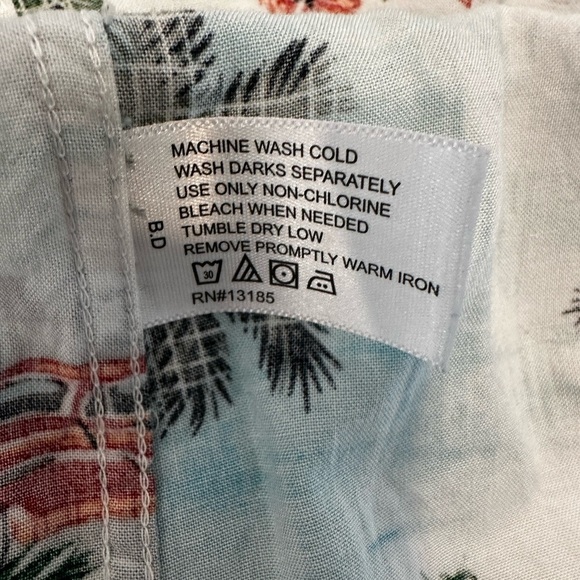 MACHINE WASH COLD
WASH DARKS SEPARATELY
USE ONLY NON-CHLORINE
BLEACH WHEN NEEDED
TUMBLE DRY LOW
REMOVE PROMPTLY WARM IRON
30
RN#13185
B.D